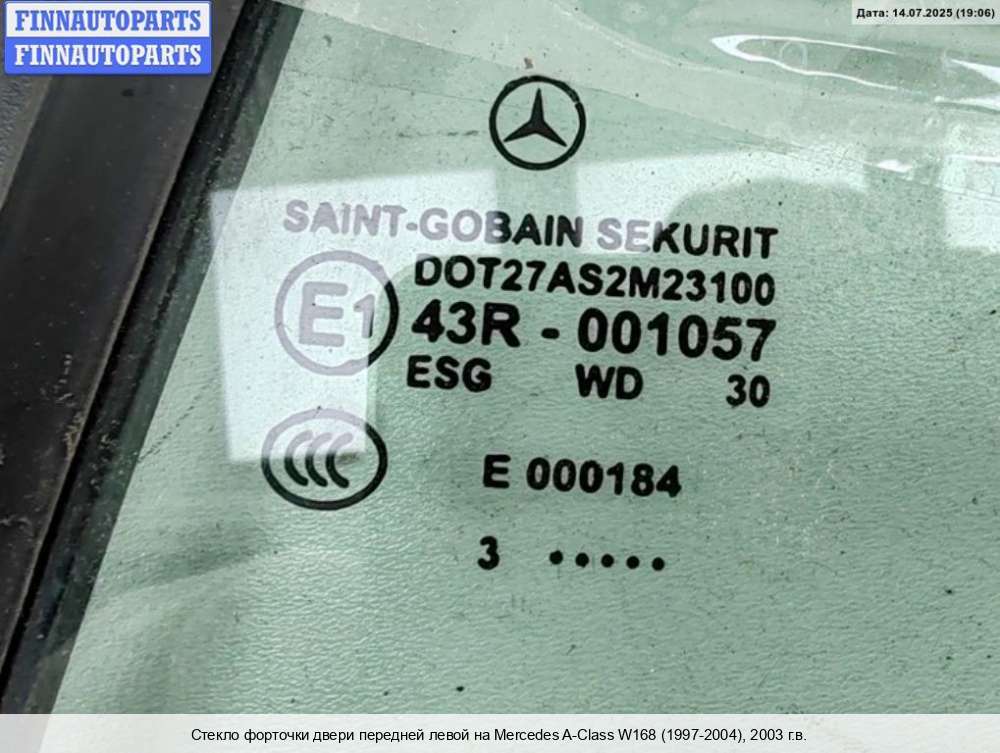 FINNAUTOPARTS
FINNAUTOPARTS
Дата: 14.07.2025 (19:06)
SAINT-GOBAIN SEKURIT
DOT27AS2M23100
E1 43R - 001057
ESG WD 30
CCC
E 000184
3 •••••
Стекло форточки двери передней левой на Mercedes A-Class W168 (1997-2004), 2003 г.в.